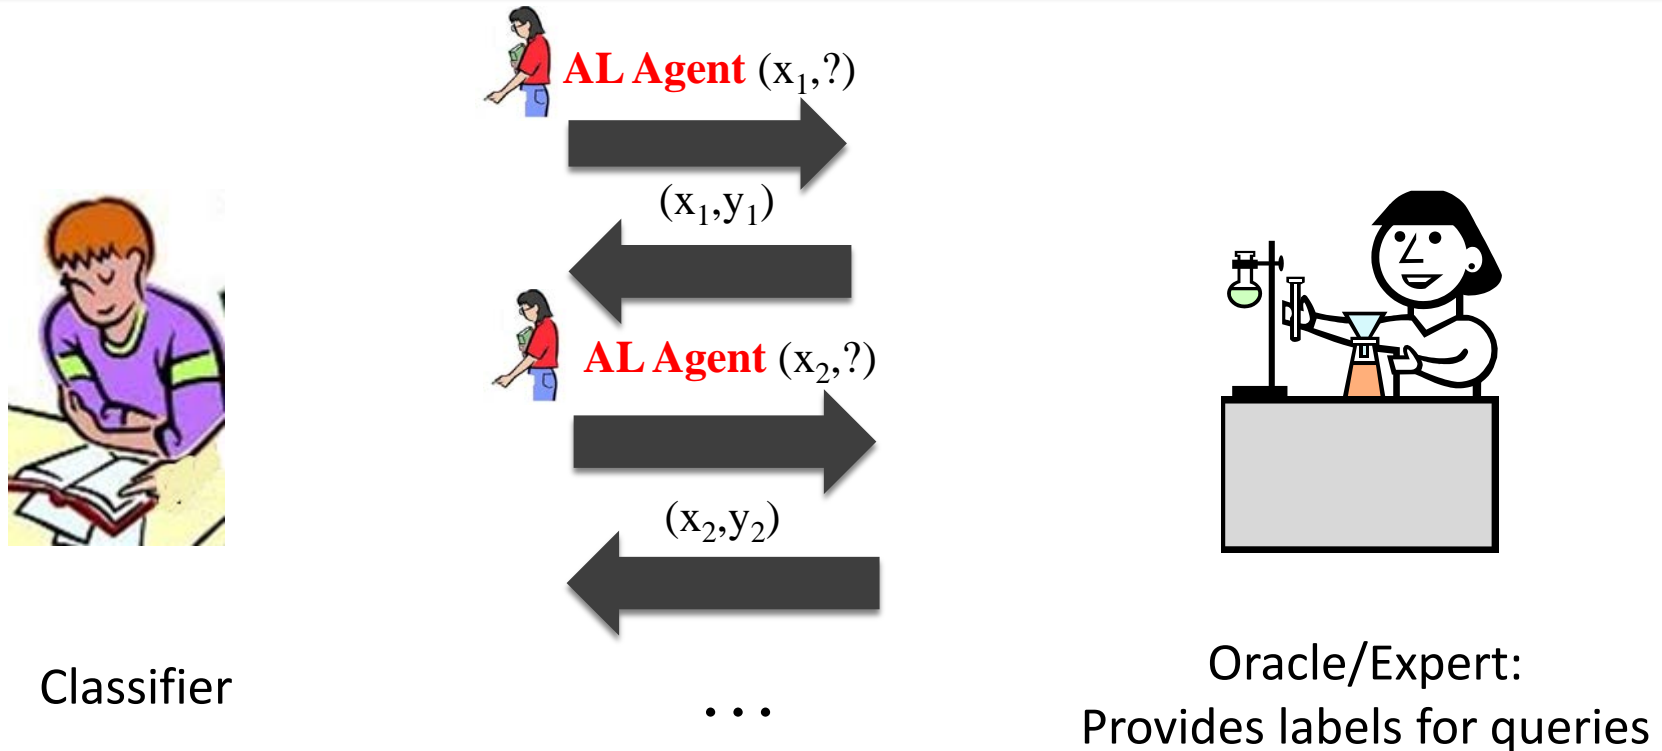 AL Agent (x₁,?)
(x₁,y₁)
AL Agent (x₂,?)
(x₂,y₂)
Classifier
...
Oracle/Expert:
Provides labels for queries